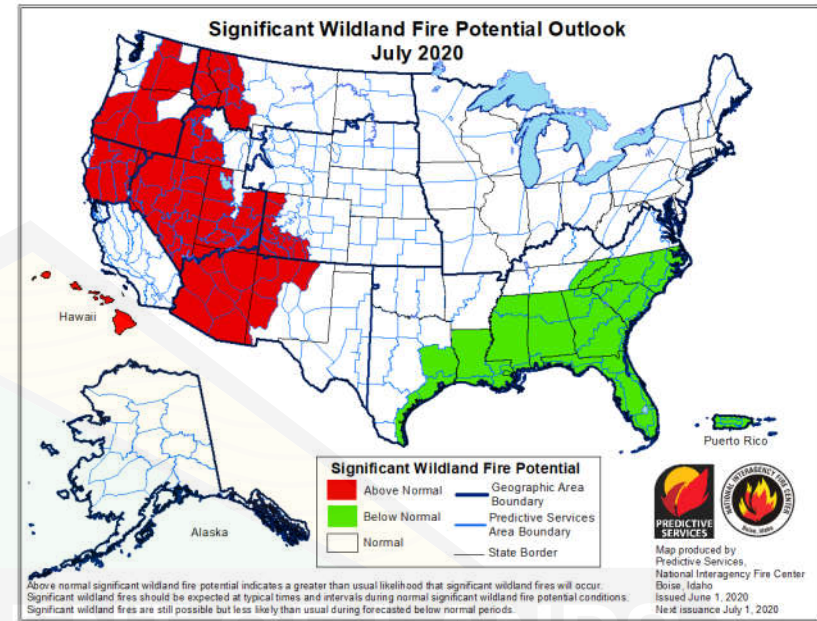 Significant Wildland Fire Potential Outlook
July 2020
Hawaii
Alaska
Puerto Rico
Significant Wildland Fire Potential
Above Normal
Below Normal
Normal
Geographic Area
Boundary
Predictive Services
Area Boundary
State Border
PREDICTIVE
SERVICES
NATIONAL INTERAGENCY FIRE CENTER
Boise, Idaho
Map produced by
Predictive Services,
National Interagency Fire Center
Boise, Idaho
Issued June 1, 2020
Next issuance July 1, 2020
Above normal significant wildland fire potential indicates a greater than usual likelihood that significant wildland fires will occur.
Significant wildland fires should be expected at typical times and intervals during normal significant wildland fire potential conditions.
Significant wildland fires are still possible but less likely than usual during forecasted below normal periods.